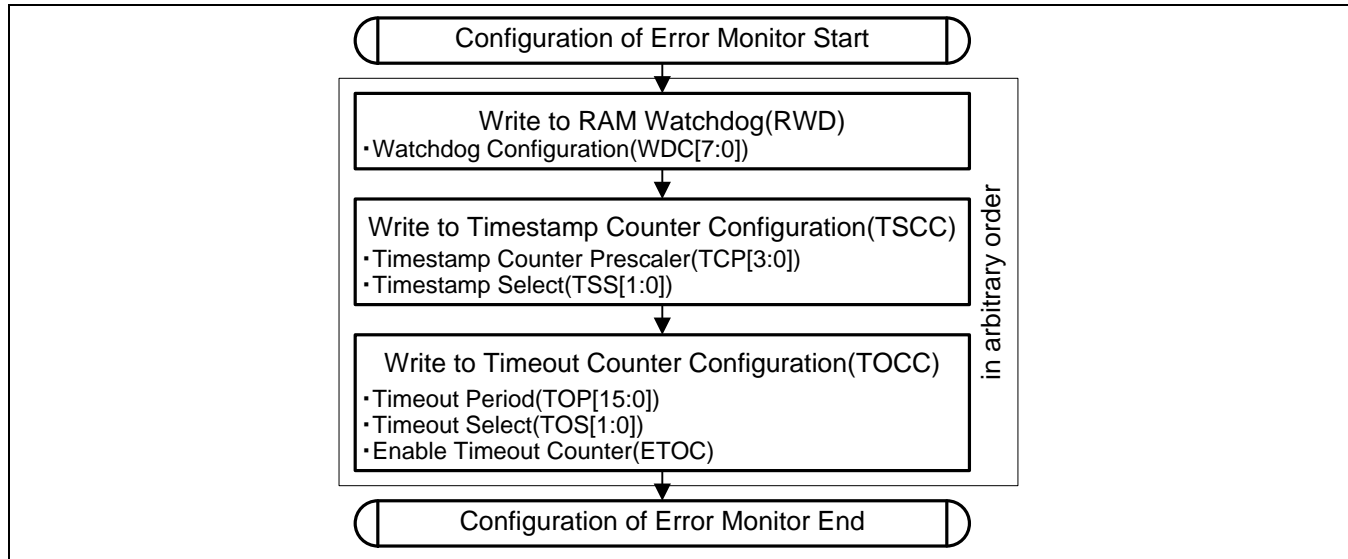 Configuration of Error Monitor Start
Write to RAM Watchdog(RWD)
・Watchdog Configuration(WDC[7:0])
Write to Timestamp Counter Configuration(TSCC)
・Timestamp Counter Prescaler(TCP[3:0])
・Timestamp Select(TSS[1:0])
Write to Timeout Counter Configuration(TOCC)
・Timeout Period(TOP[15:0])
・Timeout Select(TOS[1:0])
・Enable Timeout Counter(ETOC)
in arbitrary order
Configuration of Error Monitor End